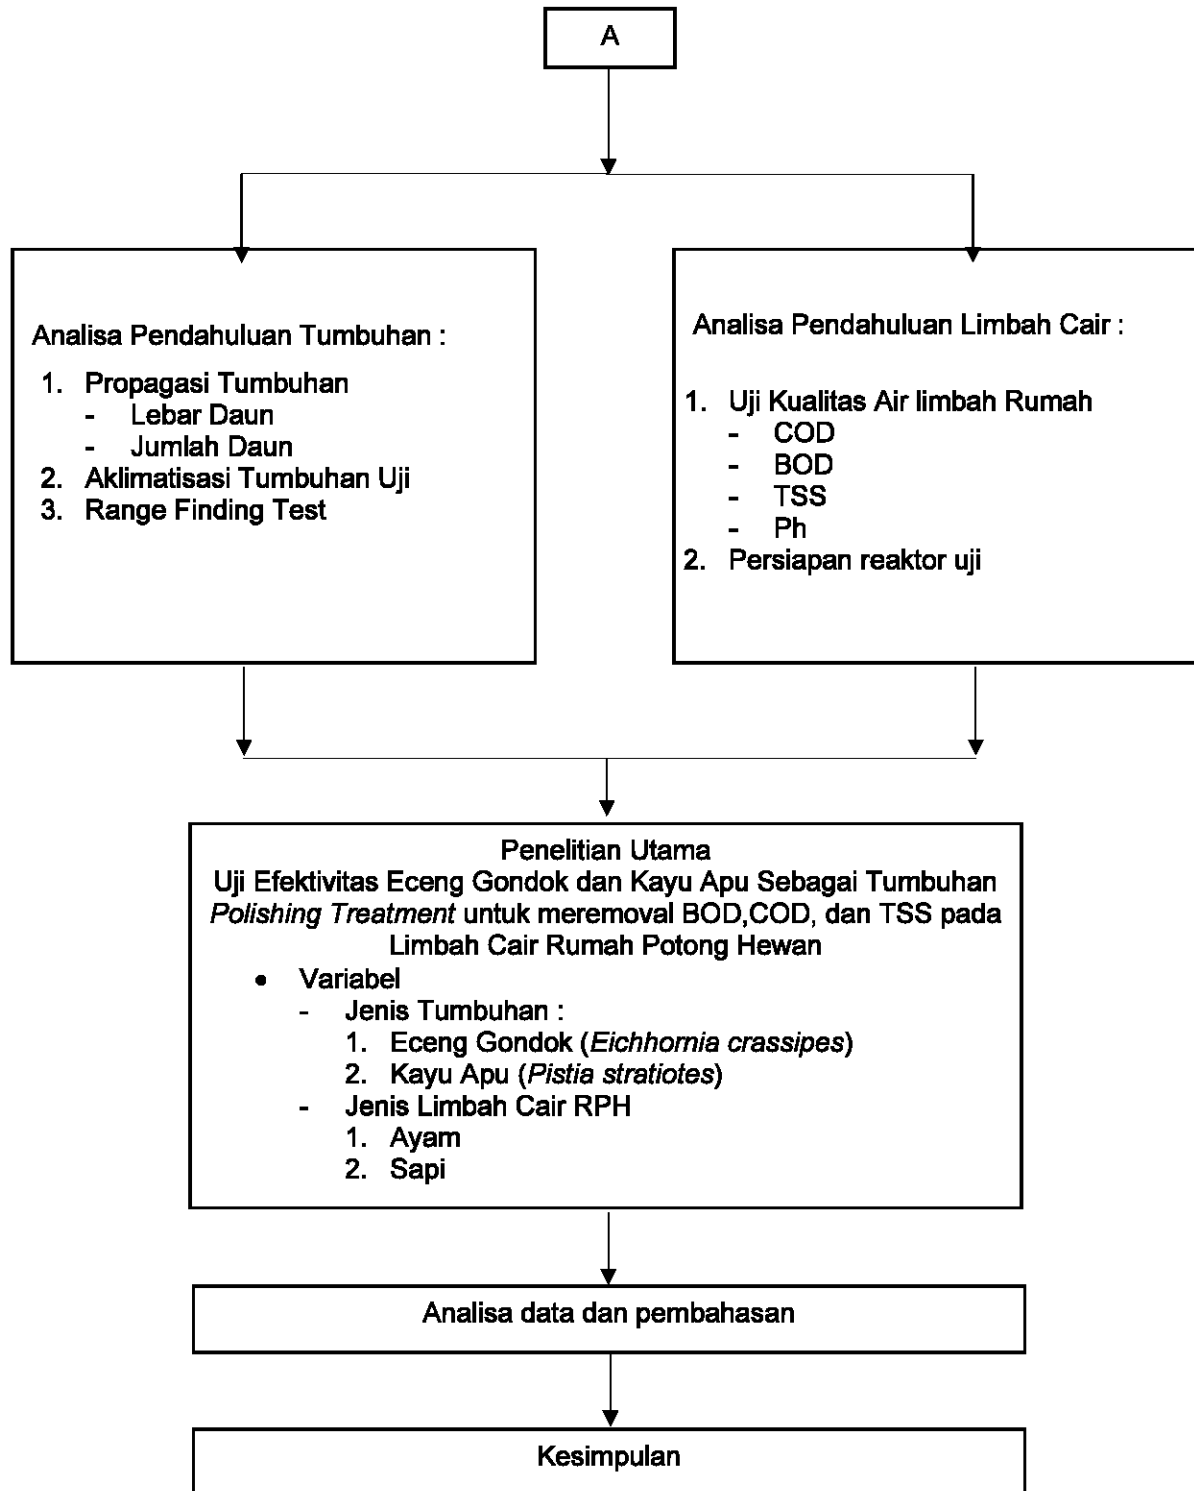 A
Analisa Pendahuluan Tumbuhan :
1. Propagasi Tumbuhan
- Lebar Daun
- Jumlah Daun
2. Aklimatisasi Tumbuhan Uji
3. Range Finding Test
Analisa Pendahuluan Limbah Cair :
1. Uji Kualitas Air limbah Rumah
- COD
- BOD
- TSS
- Ph
2. Persiapan reaktor uji
Penelitian Utama
Uji Efektivitas Eceng Gondok dan Kayu Apu Sebagai Tumbuhan
Polishing Treatment untuk meremoval BOD,COD, dan TSS pada
Limbah Cair Rumah Potong Hewan
• Variabel
- Jenis Tumbuhan :
1. Eceng Gondok (Eichhornia crassipes)
2. Kayu Apu (Pistia stratiotes)
- Jenis Limbah Cair RPH
1. Ayam
2. Sapi
Analisa data dan pembahasan
Kesimpulan